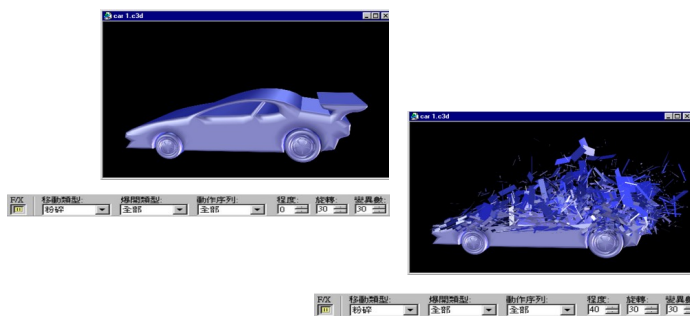 car 1.c3d
F/X 移動類型: 爆開類型: 動作序列: 程度: 旋轉: 變異數:
粉碎 全部 全部 0 30 30
car 1.c3d
F/X 移動類型: 爆開類型: 動作序列: 程度: 旋轉: 變異數
粉碎 全部 全部 40 30 30